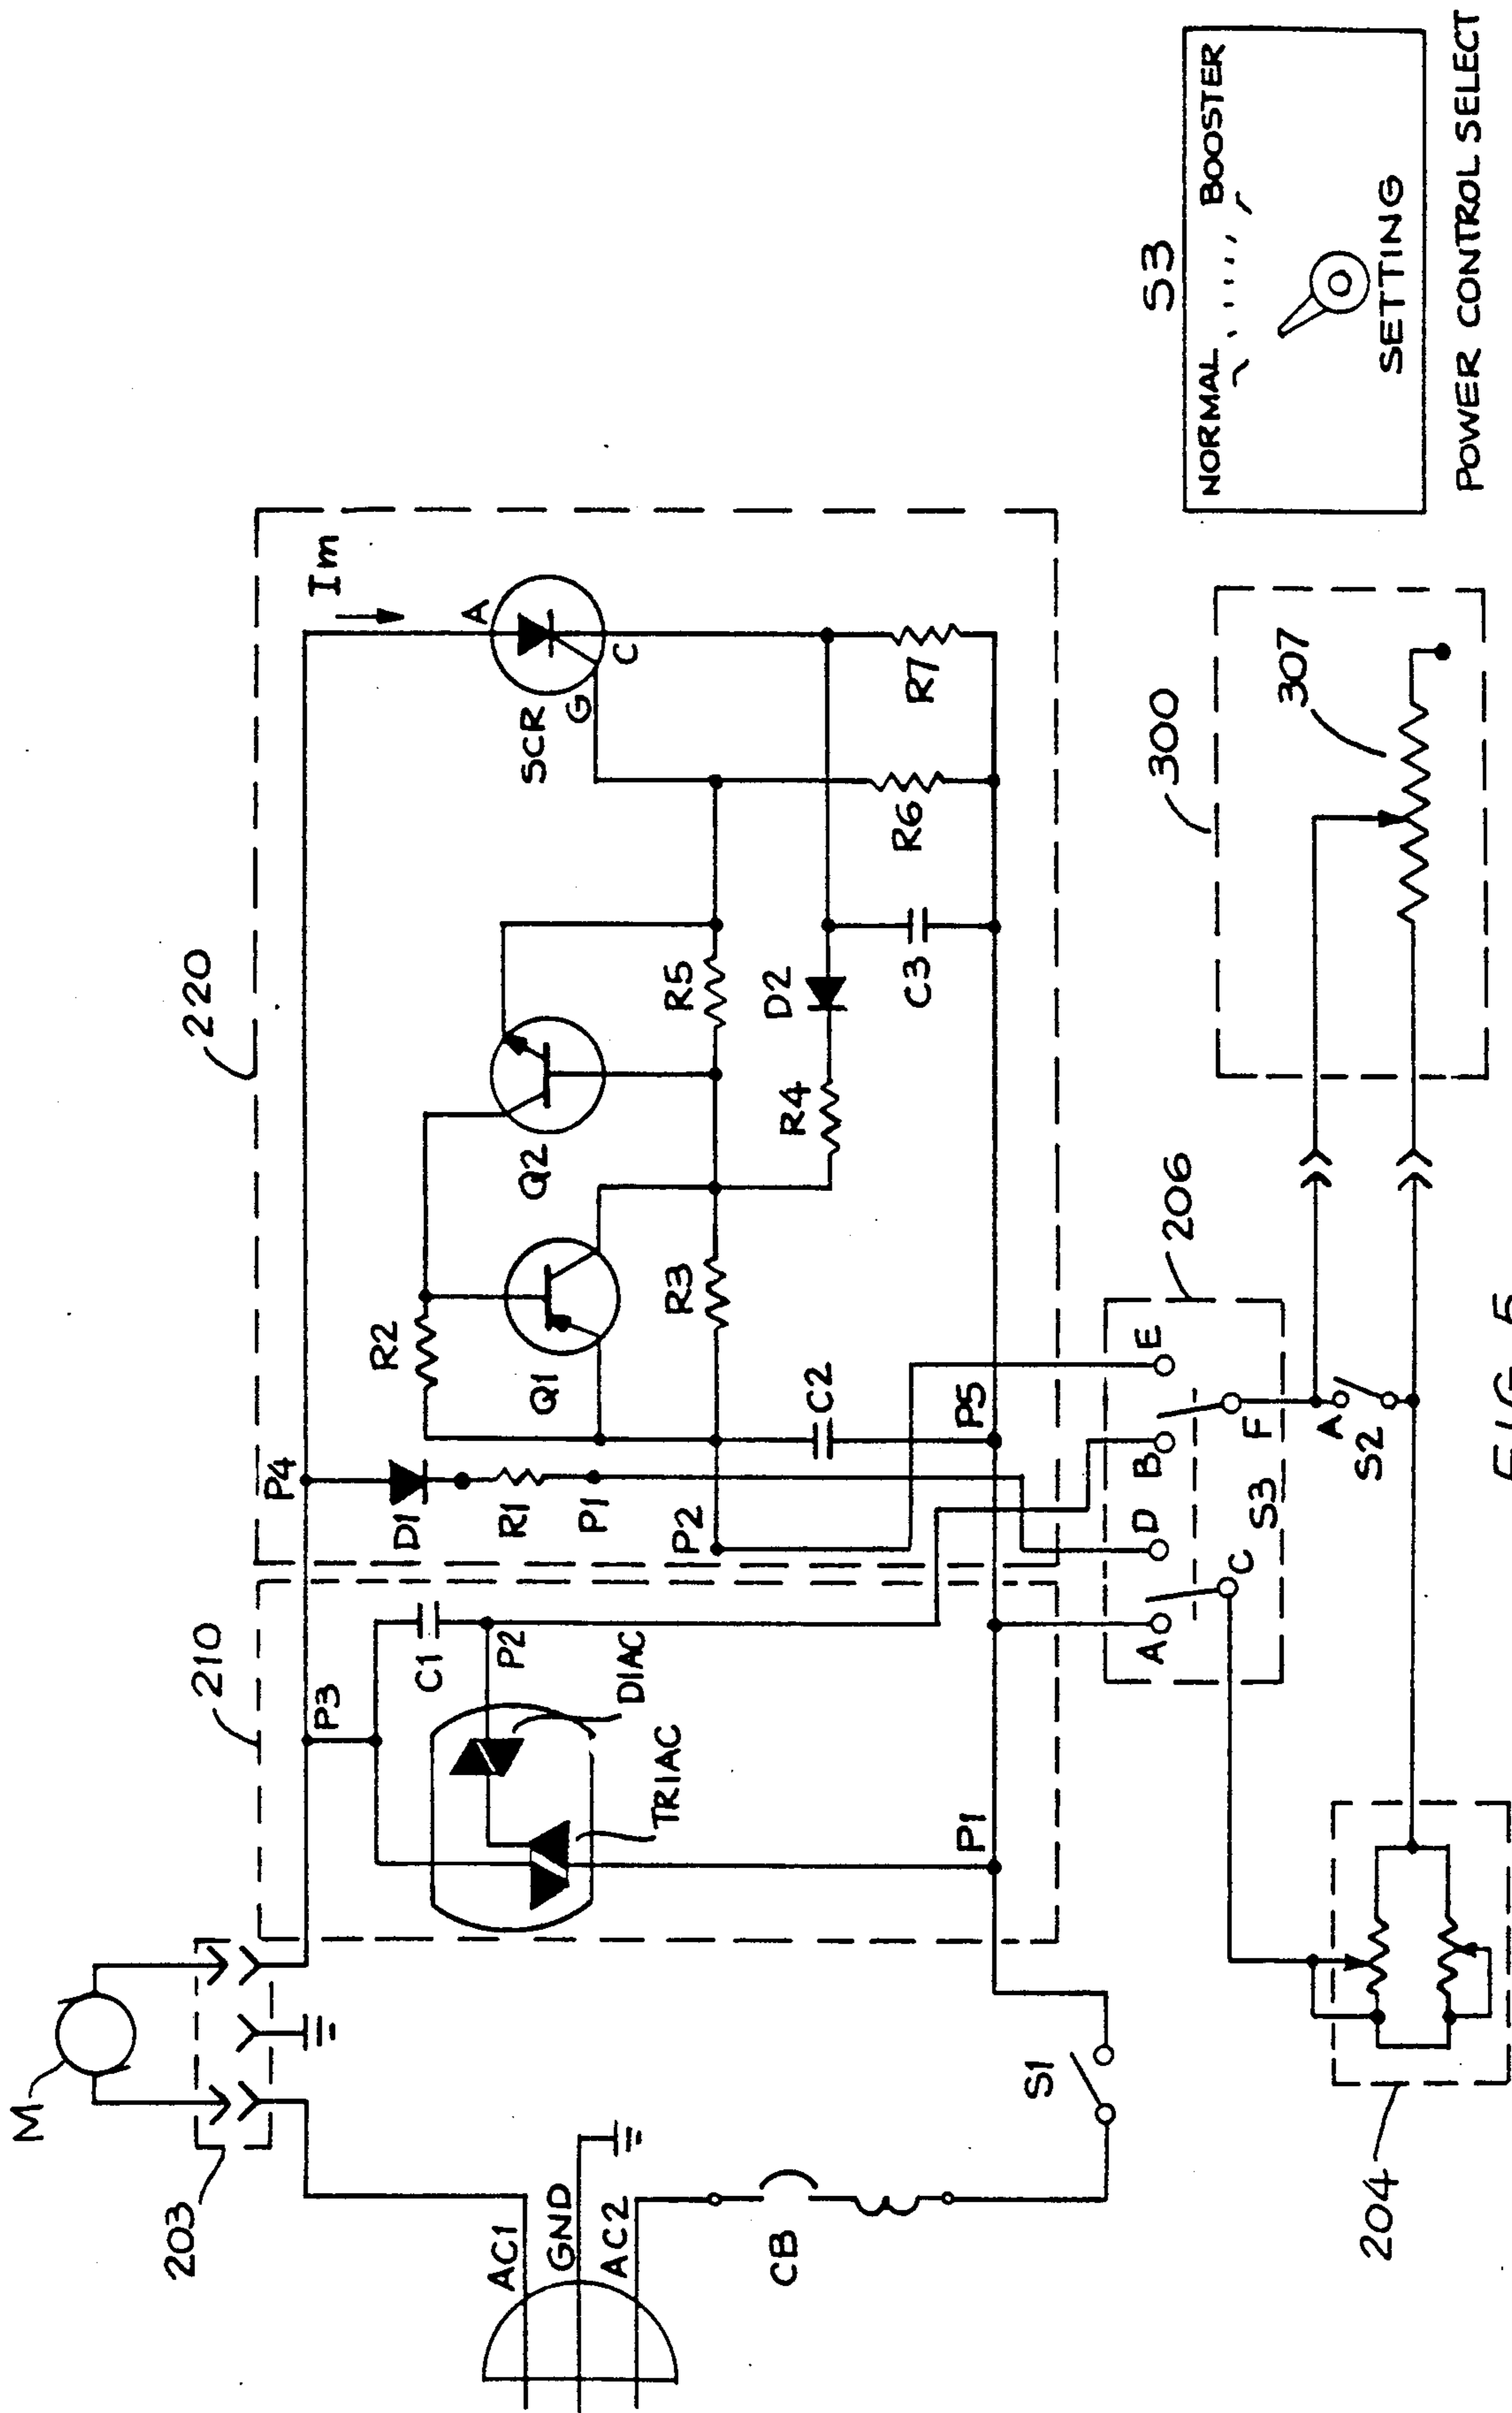 M
203
AC1
GND
AC2
CB
S1
210
P3
C1
P2
DIAC
TRIAC
P1
220
P4
Im
D1
R1
P1
P2
R2
Q1
R3
C2
P5
Q2
R5
R4
D2
C3
SCR
A
G
C
R6
R7
206
A
D
B
E
C
F
S3
A
S2
204
300
307
S3
NORMAL
BOOSTER
SETTING
POWER CONTROL SELECT
FIG. 5